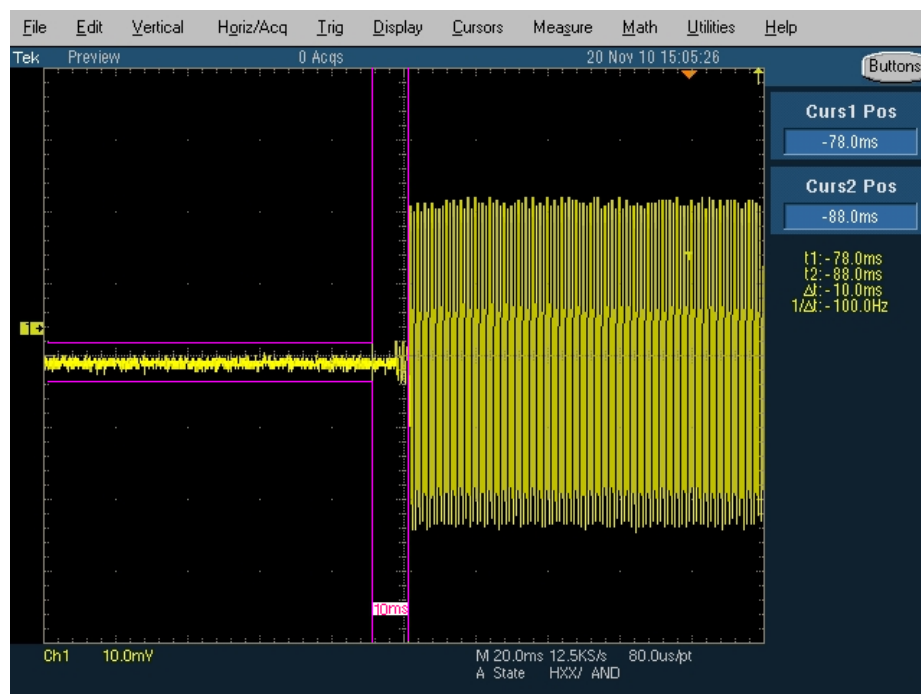 File Edit Vertical Horiz/Acq Trig Display Cursors Measure Math Utilities Help
Tek Preview 0 Acqs 20 Nov 10 15:05:26
Buttons
Curs1 Pos
-78.0ms
Curs2 Pos
-88.0ms
t1:-78.0ms
t2:-88.0ms
Δt:-10.0ms
1/Δt:-100.0Hz
1
T
10ms
Ch1 10.0mV M 20.0ms 12.5KS/s 80.0us/pt
A State HXX/ AND